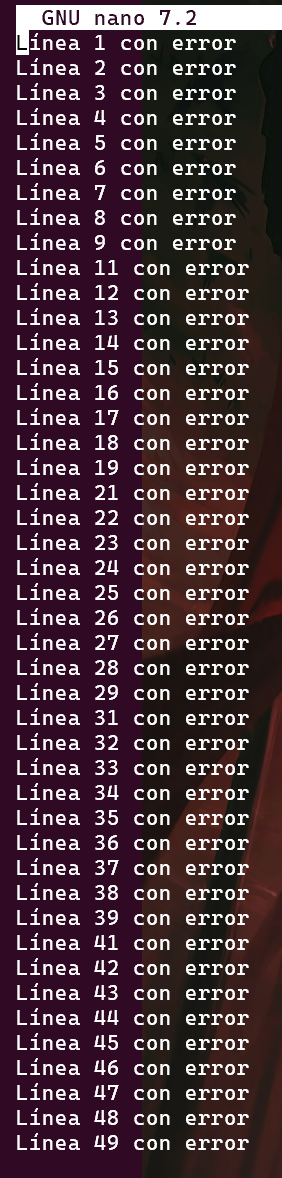 GNU nano 7.2
Línea 1 con error
Línea 2 con error
Línea 3 con error
Línea 4 con error
Línea 5 con error
Línea 6 con error
Línea 7 con error
Línea 8 con error
Línea 9 con error
Línea 11 con error
Línea 12 con error
Línea 13 con error
Línea 14 con error
Línea 15 con error
Línea 16 con error
Línea 17 con error
Línea 18 con error
Línea 19 con error
Línea 21 con error
Línea 22 con error
Línea 23 con error
Línea 24 con error
Línea 25 con error
Línea 26 con error
Línea 27 con error
Línea 28 con error
Línea 29 con error
Línea 31 con error
Línea 32 con error
Línea 33 con error
Línea 34 con error
Línea 35 con error
Línea 36 con error
Línea 37 con error
Línea 38 con error
Línea 39 con error
Línea 41 con error
Línea 42 con error
Línea 43 con error
Línea 44 con error
Línea 45 con error
Línea 46 con error
Línea 47 con error
Línea 48 con error
Línea 49 con error